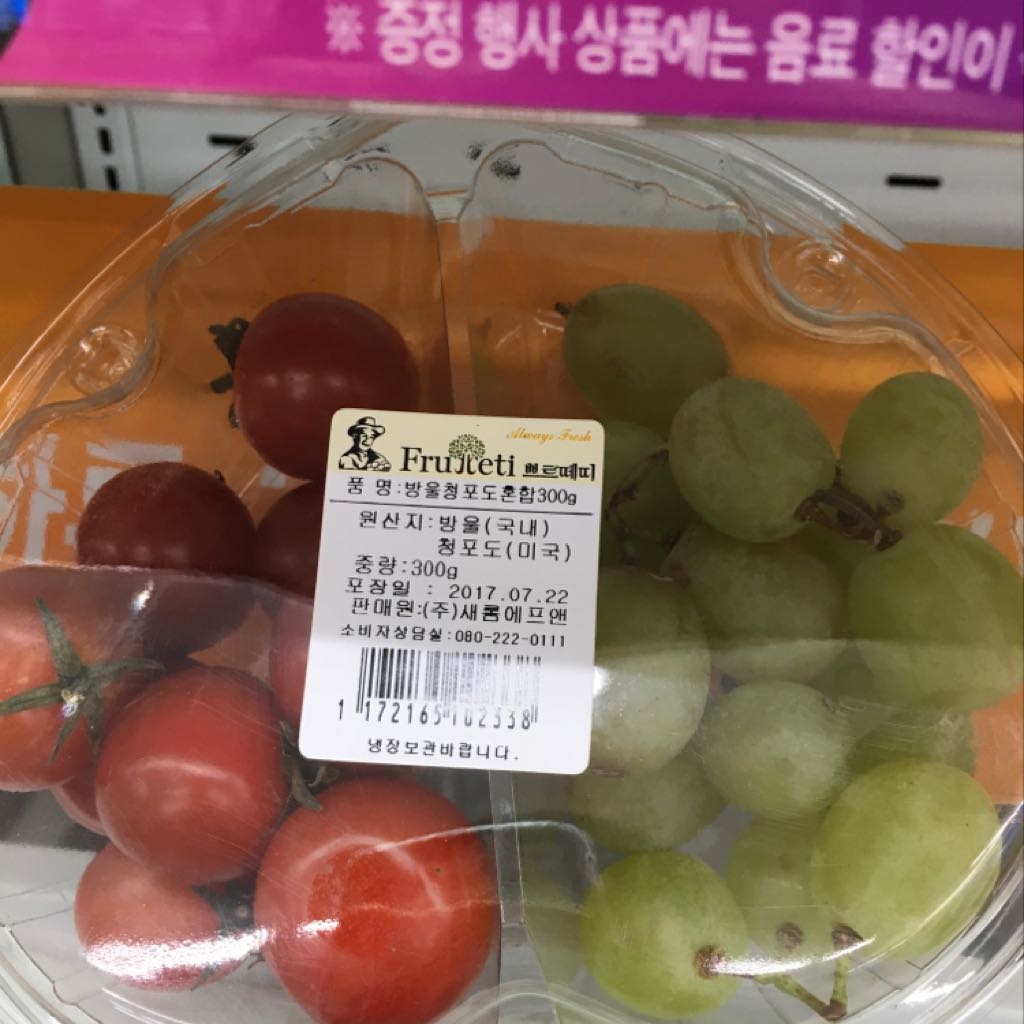 ※ 증정 행사 상품에는 음료 할인이
Always Fresh
Frutteti 쁘르떼띠
품 명:방울청포도혼합300g
원산지:방울(국내)
청포도(미국)
중량:300g
포장일 : 2017.07.22
판매원:(주)새롬에프앤
소비자상담실:080-222-0111
1 172165 102338
냉장보관바랍니다.